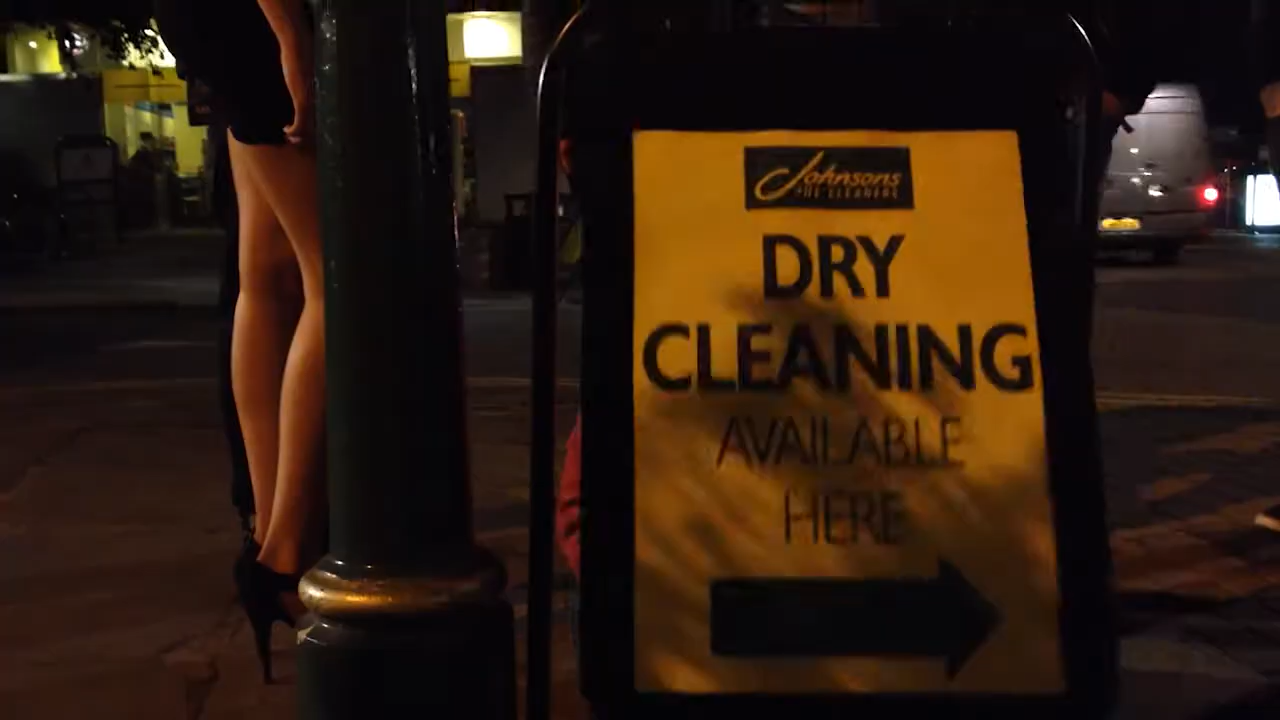 Johnsons
THE CLEANERS
DRY
CLEANING
AVAILABLE
HERE